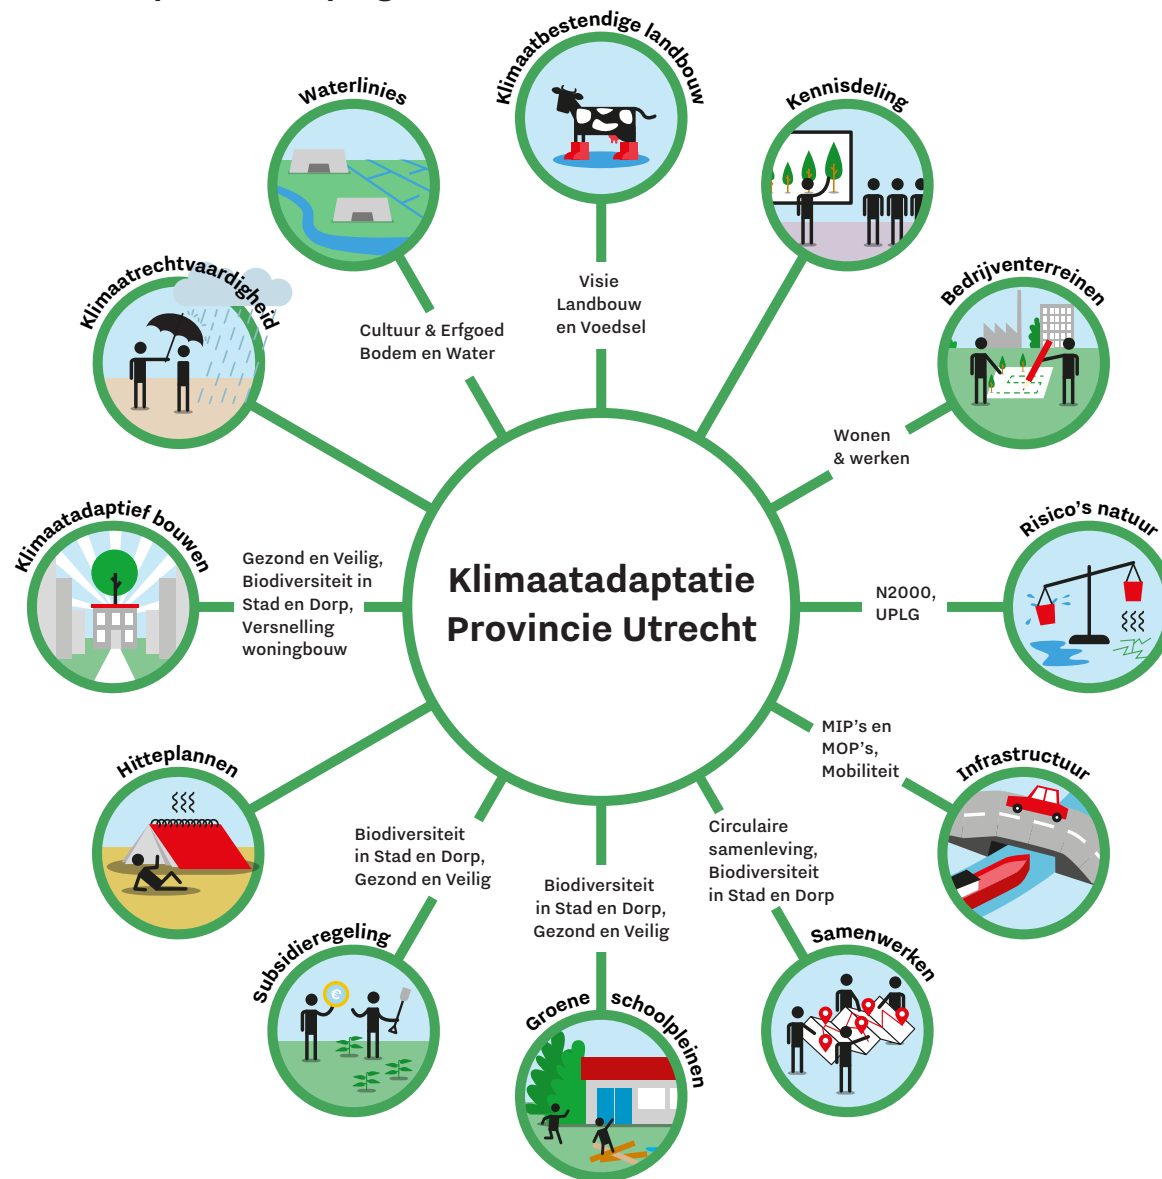 Klimaatbestendige landbouw
Waterlinies
Kennisdeling
Klimaatrechtvaardigheid
Bedrijventerreinen
Visie
Landbouw
en Voedsel
Cultuur & Erfgoed
Bodem en Water
Wonen
& werken
Klimaatadaptief bouwen
Risico's natuur
Gezond en Veilig,
Biodiversiteit in
Stad en Dorp,
Versnelling
woningbouw
Klimaatadaptatie
Provincie Utrecht
N2000,
UPLG
MIP's en
MOP's,
Mobiliteit
Hitteplannen
Infrastructuur
Biodiversiteit
in Stad en Dorp,
Gezond en Veilig
Circulaire
samenleving,
Biodiversiteit
in Stad en Dorp
Biodiversiteit
in Stad en Dorp,
Gezond en Veilig
Subsidieregeling
Samenwerken
Groene schoolpleinen
€